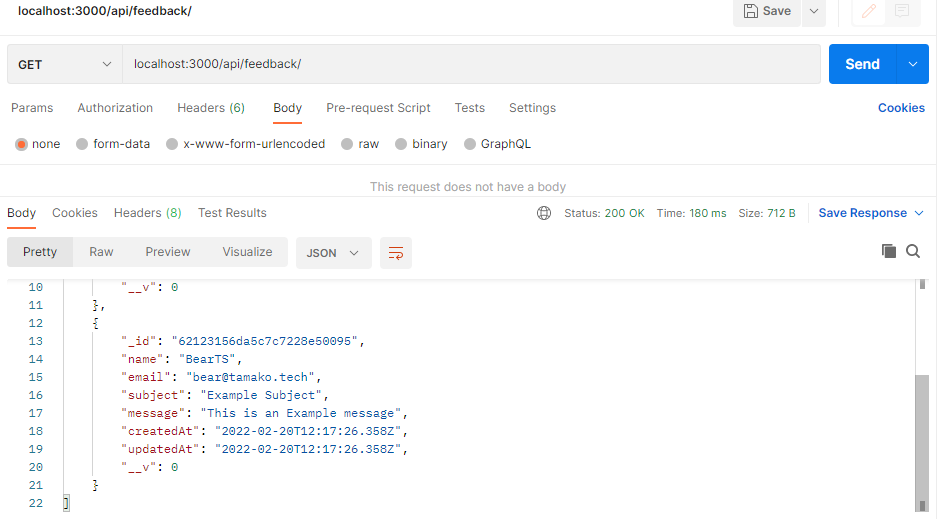 localhost:3000/api/feedback/
Save
GET localhost:3000/api/feedback/ Send
Params Authorization Headers (6) Body Pre-request Script Tests Settings Cookies
none form-data x-www-form-urlencoded raw binary GraphQL
This request does not have a body
Body Cookies Headers (8) Test Results Status: 200 OK Time: 180 ms Size: 712 B Save Response
Pretty Raw Preview Visualize JSON
10 "__v": 0
11 },
12 {
13 "_id": "62123156da5c7c7228e50095",
14 "name": "BearTS",
15 "email": "bear@tamako.tech",
16 "subject": "Example Subject",
17 "message": "This is an Example message",
18 "createdAt": "2022-02-20T12:17:26.358Z",
19 "updatedAt": "2022-02-20T12:17:26.358Z",
20 "__v": 0
21 }
22 ]